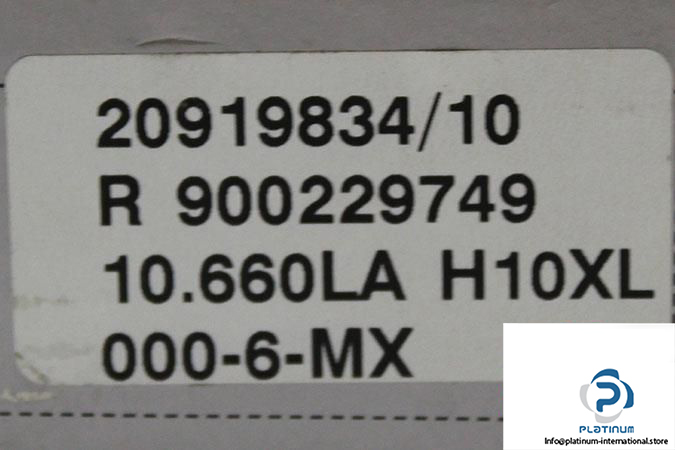 20919834/10
R 900229749
10.660LA H10XL
000-6-MX
PLATINUM
Info@platinum-international.store